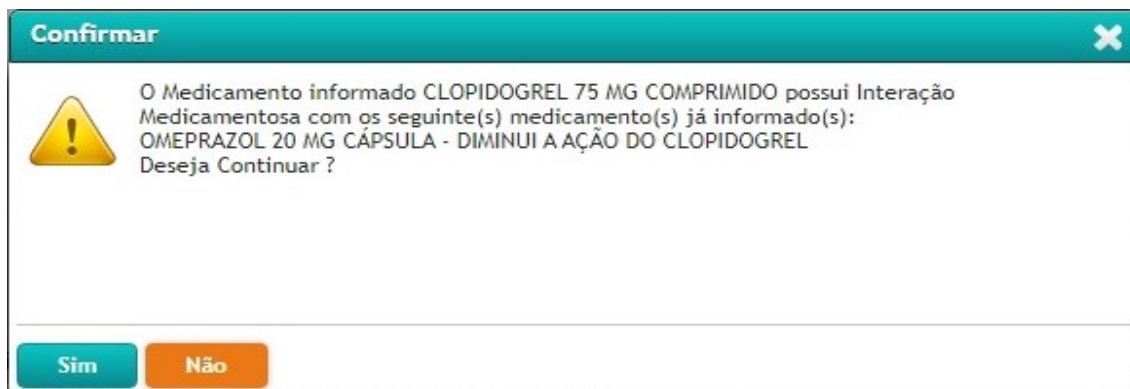 Confirmar
O Medicamento informado CLOPIDOGREL 75 MG COMPRIMIDO possui Interação
Medicamentosa com os seguinte(s) medicamento(s) já informado(s):
OMEPRAZOL 20 MG CÁPSULA - DIMINUI A AÇÃO DO CLOPIDOGREL
Deseja Continuar ?
Sim
Não